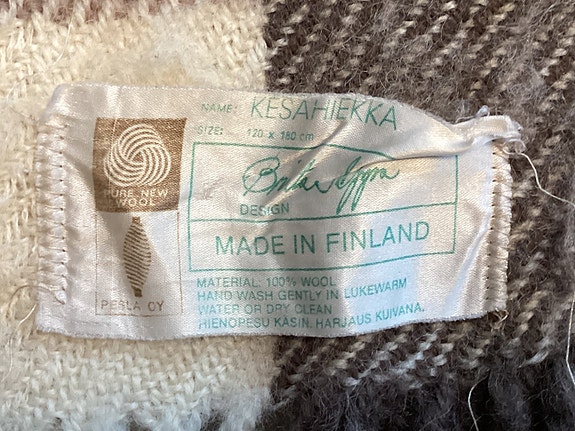 NAME: KESÄHIEKKA
SIZE: 120 x 180 cm
PURE NEW
WOOL
DESIGN
MADE IN FINLAND
PESLA OY
MATERIAL: 100% WOOL
HAND WASH GENTLY IN LUKEWARM
WATER OR DRY CLEAN
HIENOPESU KÄSIN, HARJAUS KUIVANA.